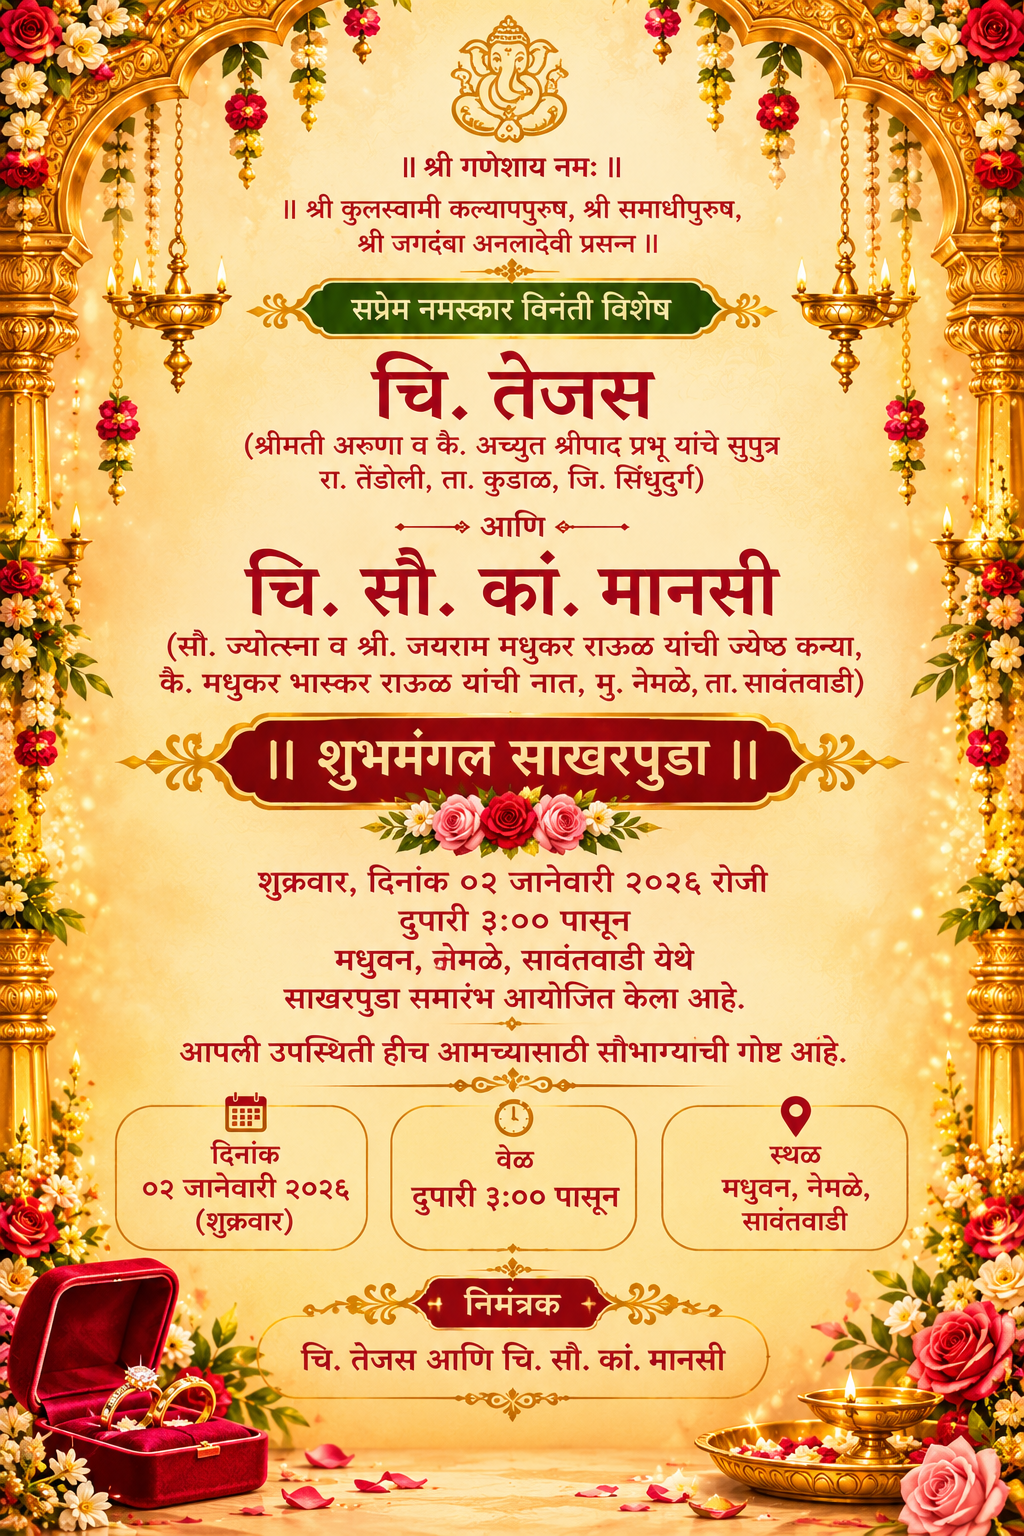 ॥ श्री गणेशाय नमः ॥
॥ श्री कुलस्वामी कल्यापपुरुष, श्री समाधीपुरुष,
श्री जगदंबा अनलादेवी प्रसन्न ॥
सप्रेम नमस्कार विनंती विशेष
चि. तेजस
(श्रीमती अरुणा व कै. अच्युत श्रीपाद प्रभू यांचे सुपुत्र
रा. तेंडोली, ता. कुडाळ, जि. सिंधुदुर्ग)
आणि
चि. सौ. कां. मानसी
(सौ. ज्योत्स्ना व श्री. जयराम मधुकर राऊळ यांची ज्येष्ठ कन्या,
कै. मधुकर भास्कर राऊळ यांची नात, मु. नेमळे, ता. सावंतवाडी)
॥ शुभमंगल साखरपुडा ॥
शुक्रवार, दिनांक ०२ जानेवारी २०२६ रोजी
दुपारी ३:०० पासून
मधुवन, नेमळे, सावंतवाडी येथे
साखरपुडा समारंभ आयोजित केला आहे.
आपली उपस्थिती हीच आमच्यासाठी सौभाग्याची गोष्ट आहे.
दिनांक
०२ जानेवारी २०२६
(शुक्रवार)
वेळ
दुपारी ३:०० पासून
स्थळ
मधुवन, नेमळे,
सावंतवाडी
निमंत्रक
चि. तेजस आणि चि. सौ. कां. मानसी